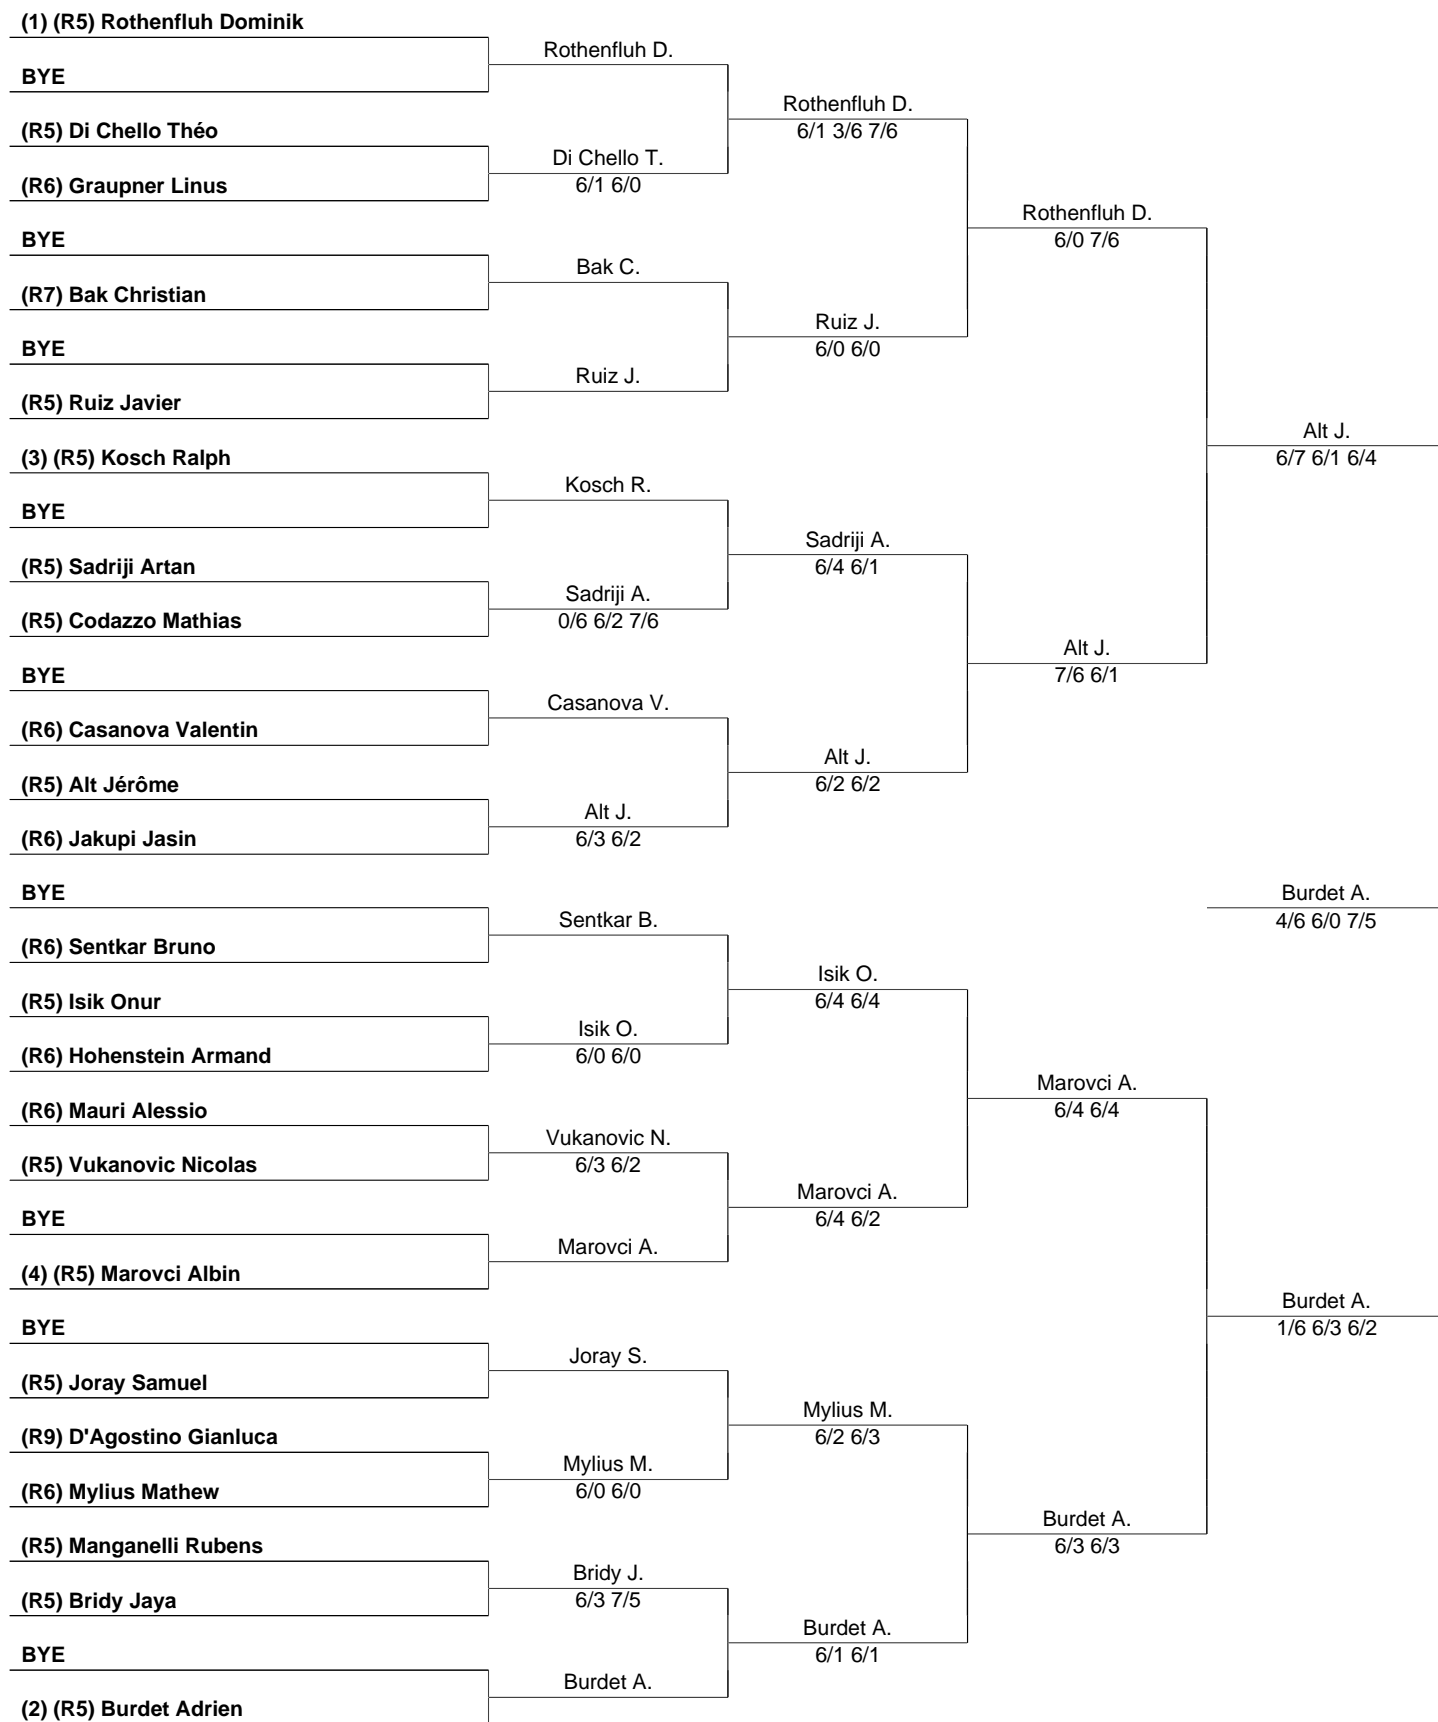 (1) (R5) Rothenfluh Dominik
BYE
(R5) Di Chello Théo
(R6) Graupner Linus
BYE
(R7) Bak Christian
BYE
(R5) Ruiz Javier
(3) (R5) Kosch Ralph
BYE
(R5) Sadriji Artan
(R5) Codazzo Mathias
BYE
(R6) Casanova Valentin
(R5) Alt Jérôme
(R6) Jakupi Jasin
BYE
(R6) Sentkar Bruno
(R5) Isik Onur
(R6) Hohenstein Armand
(R6) Mauri Alessio
(R5) Vukanovic Nicolas
BYE
(4) (R5) Marovci Albin
BYE
(R5) Joray Samuel
(R9) D'Agostino Gianluca
(R6) Mylius Mathew
(R5) Manganelli Rubens
(R5) Bridy Jaya
BYE
(2) (R5) Burdet Adrien
Rothenfluh D.
Di Chello T.
6/1 6/0
Bak C.
Ruiz J.
Kosch R.
Sadriji A.
0/6 6/2 7/6
Casanova V.
Alt J.
6/3 6/2
Sentkar B.
Isik O.
6/0 6/0
Vukanovic N.
6/3 6/2
Marovci A.
Joray S.
Mylius M.
6/0 6/0
Bridy J.
6/3 7/5
Burdet A.
Rothenfluh D.
6/1 3/6 7/6
Ruiz J.
6/0 6/0
Sadriji A.
6/4 6/1
Alt J.
6/2 6/2
Isik O.
6/4 6/4
Marovci A.
6/4 6/2
Mylius M.
6/2 6/3
Burdet A.
6/1 6/1
Rothenfluh D.
6/0 7/6
Alt J.
7/6 6/1
Marovci A.
6/4 6/4
Burdet A.
6/3 6/3
Alt J.
6/7 6/1 6/4
Burdet A.
4/6 6/0 7/5
Burdet A.
1/6 6/3 6/2